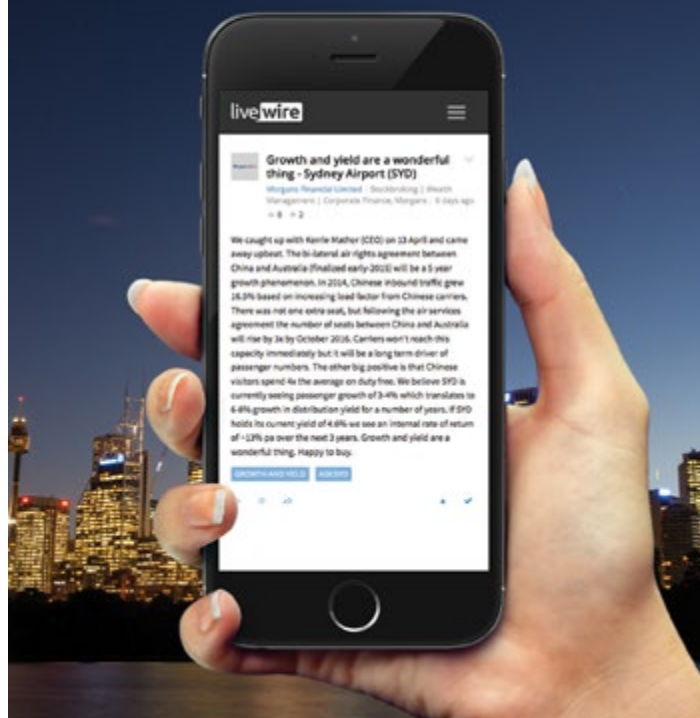 livewire
Growth and yield are a wonderful
thing - Sydney Airport (SYD)
Morgans Financial Limited | Stockbroking | Wealth
Management | Corporate Finance, Morgans | 9 days ago
We caught up with Kerrie Mather (CEO) on 13 April and came
away upbeat. The bi-lateral air rights agreement between
China and Australia (finalized early-2015) will be a 5 year
growth phenomenon. In 2014, Chinese inbound traffic grew
16.5% based on increasing load factor from Chinese carriers.
There was not one extra seat, but following the air services
agreement the number of seats between China and Australia
will rise by 3x by October 2016. Carriers won't reach this
capacity immediately but it will be a long term driver of
passenger numbers. The other big positive is that Chinese
visitors spend 4x the average on duty free. We believe SYD is
currently seeing passenger growth of 3-4% which translates to
6-8% growth in distribution yield for a number of years. If SYD
holds its current yield of 4.6% we see an internal rate of return
of ~13% pa over the next 3 years. Growth and yield are a
wonderful thing. Happy to buy.
GROWTH AND YIELD ASX:SYD